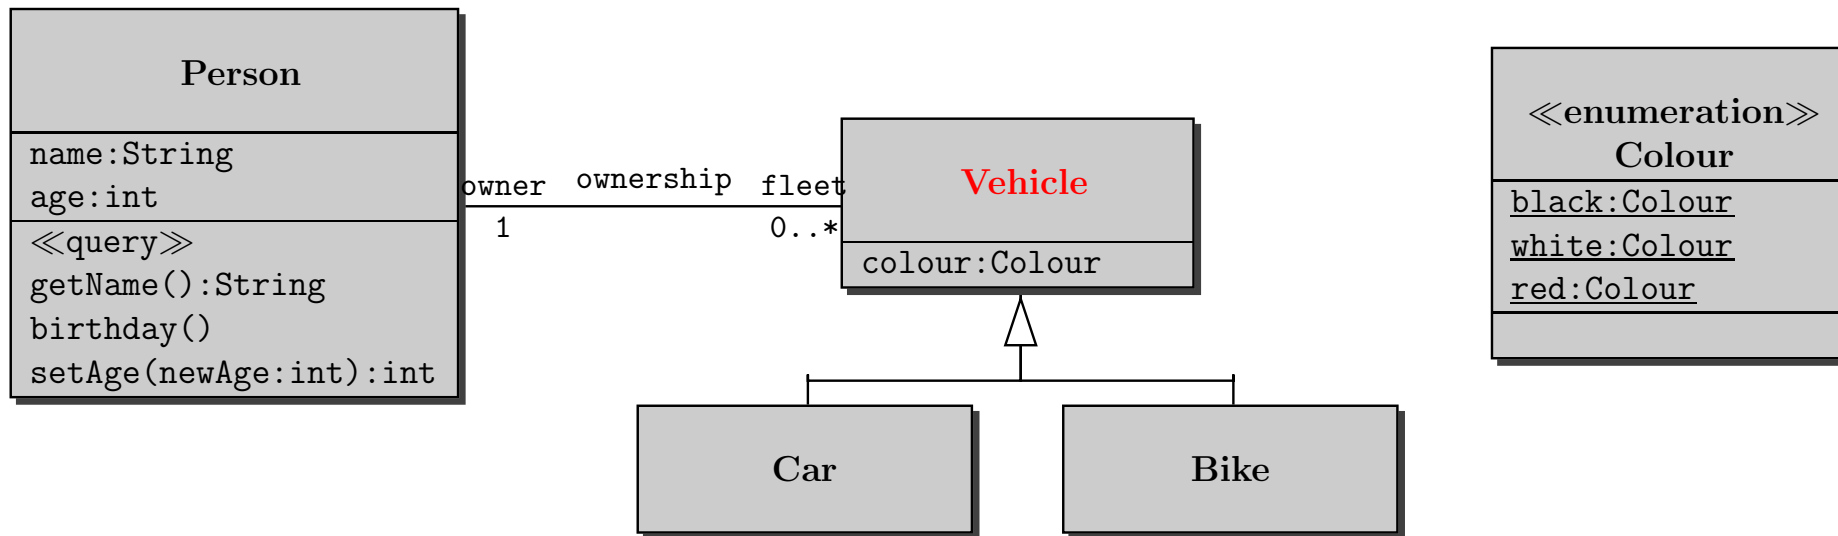 Person
name:String
age:int
≪query≫
getName():String
birthday()
setAge(newAge:int):int
owner
ownership
fleet
1
0..*
Vehicle
colour:Colour
Car
Bike
≪enumeration≫
Colour
black:Colour
white:Colour
red:Colour